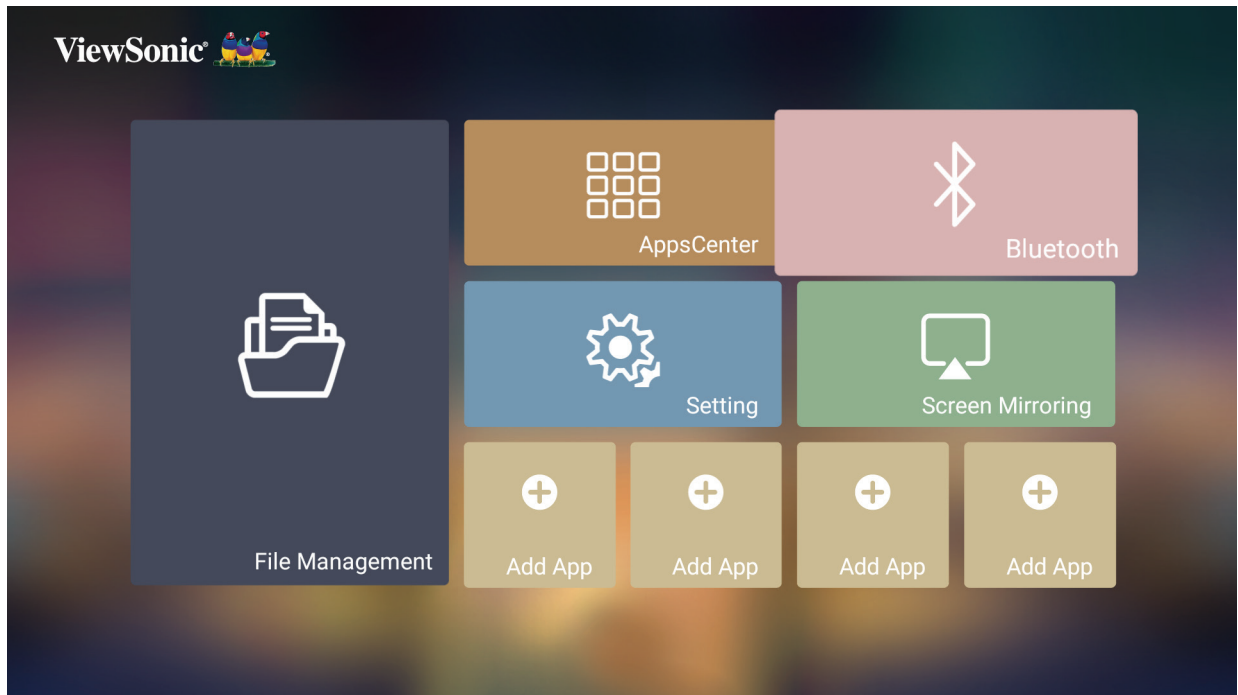 ViewSonic®
AppsCenter
Bluetooth
Setting
Screen Mirroring
File Management
Add App
Add App
Add App
Add App